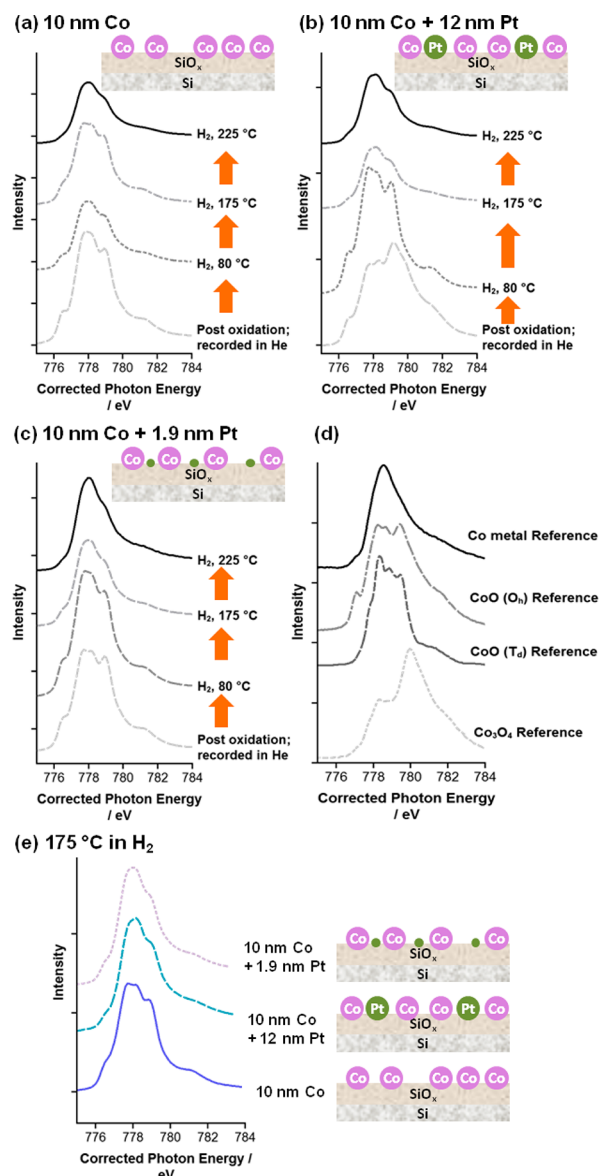 (a) 10 nm Co
Co Co Co Co Co
SiOx
Si
Intensity
H2, 225 °C
H2, 175 °C
H2, 80 °C
Post oxidation;
recorded in He
776 778 780 782 784
Corrected Photon Energy
/ eV
(b) 10 nm Co + 12 nm Pt
Co Pt Co Co Pt Co
SiOx
Si
Intensity
H2, 225 °C
H2, 175 °C
H2, 80 °C
Post oxidation;
recorded in He
776 778 780 782 784
Corrected Photon Energy
/ eV
(c) 10 nm Co + 1.9 nm Pt
Co Co Co Co
SiOx
Si
Intensity
H2, 225 °C
H2, 175 °C
H2, 80 °C
Post oxidation;
recorded in He
776 778 780 782 784
Corrected Photon Energy
/ eV
(d)
Co metal Reference
CoO (Oh) Reference
CoO (Td) Reference
Co3O4 Reference
776 778 780 782 784
Corrected Photon Energy
/ eV
(e) 175 °C in H2
Intensity
10 nm Co
+ 1.9 nm Pt
10 nm Co
+ 12 nm Pt
10 nm Co
776 778 780 782 784
Corrected Photon Energy /
eV
Co Co Co Co
SiOx
Si
Co Pt Co Co Pt Co
SiOx
Si
Co Co Co Co Co
SiOx
Si